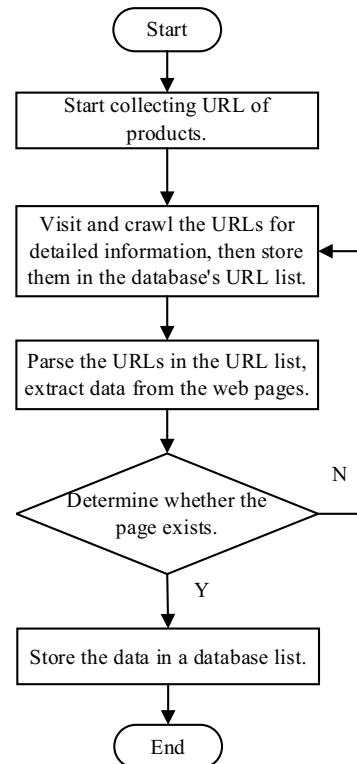 Start
Start collecting URL of
products.
Visit and crawl the URLs for
detailed information, then store
them in the database's URL list.
Parse the URLs in the URL list,
extract data from the web pages.
Determine whether the
page exists.
N
Y
Store the data in a database list.
End